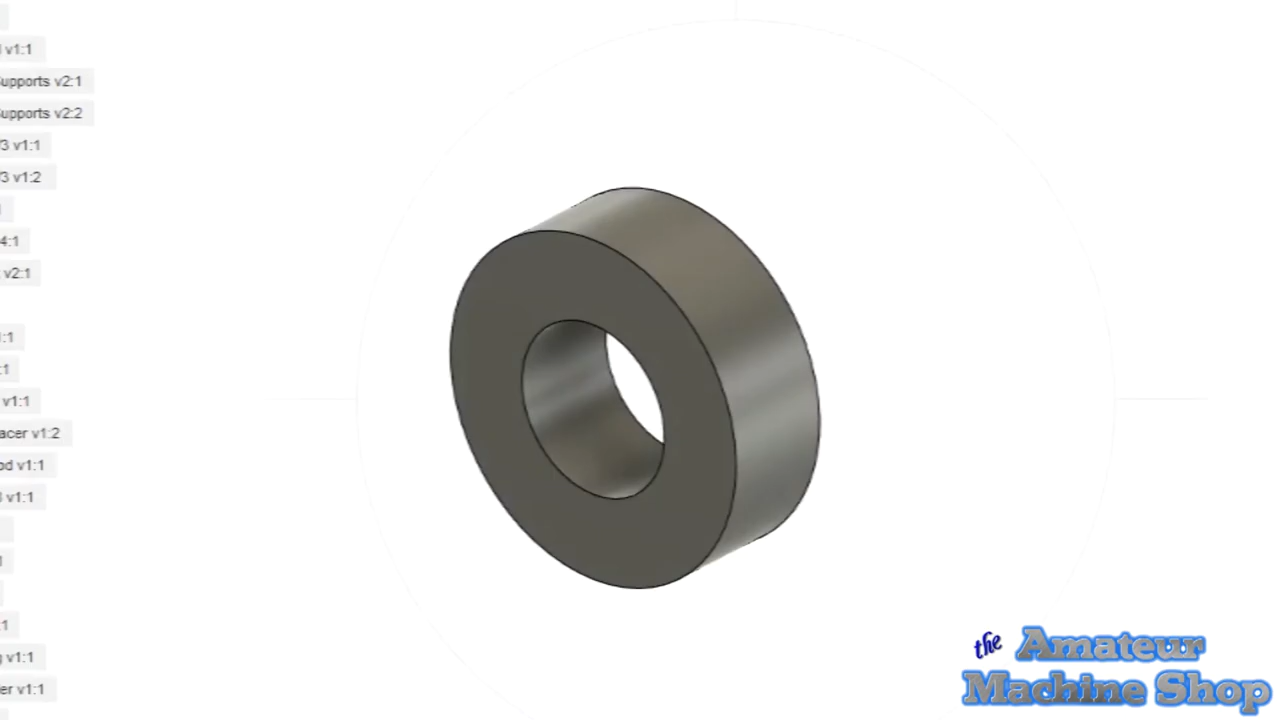 v1:1
upports v2:1
upports v2:2
3 v1:1
3 v1:2
4:1
v2:1
:1
:1
v1:1
acer v1:2
od v1:1
3 v1:1
1
:1
g v1:1
er v1:1
the Amateur
Machine Shop